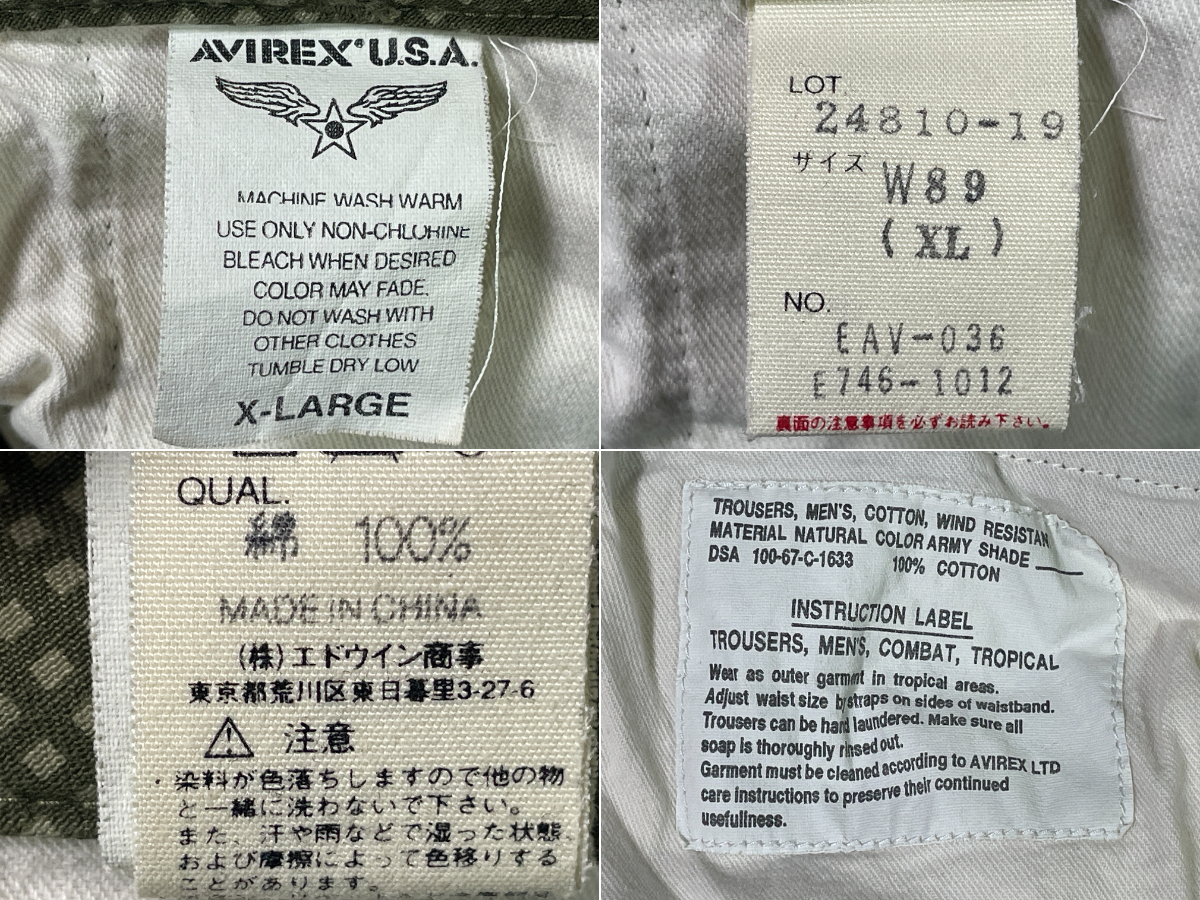 AVIREX U.S.A.
MACHINE WASH WARM
USE ONLY NON-CHLORINE
BLEACH WHEN DESIRED
COLOR MAY FADE.
DO NOT WASH WITH
OTHER CLOTHES
TUMBLE DRY LOW
X-LARGE
LOT.
24810-19
サイズ
W89
(XL)
NO.
EAV-036
E746-1012
裏面の注意事項を必ずお読み下さい。
QUAL.
綿 100%
MADE IN CHINA
(株)エドウイン商事
東京都荒川区東日暮里3-27-6
注意
・染料が色落ちしますので他の物
と一緒に洗わないで下さい。
また、汗や雨などで湿った状態、
および摩擦によって色移りする
ことがあります。
TROUSERS, MEN'S, COTTON, WIND RESISTAN
MATERIAL NATURAL COLOR ARMY SHADE
DSA 100-67-C-1633 100% COTTON
INSTRUCTION LABEL
TROUSERS, MEN'S, COMBAT, TROPICAL
Wear as outer garment in tropical areas.
Adjust waist size by straps on sides of waistband.
Trousers can be hand laundered. Make sure all
soap is thoroughly rinsed out.
Garment must be cleaned according to AVIREX LTD
care instructions to preserve their continued
usefullness.